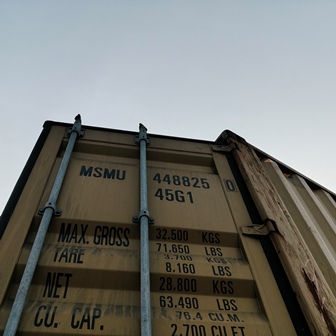 MSMU 448825 0
45G1
MAX. GROSS 32.500 KGS
71.650 LBS
TARE 3.700 KGS
8.160 LBS
NET 28.800 KGS
63.490 LBS
CU. CAP. 76.4 CU.M.
2.700 CU.FT